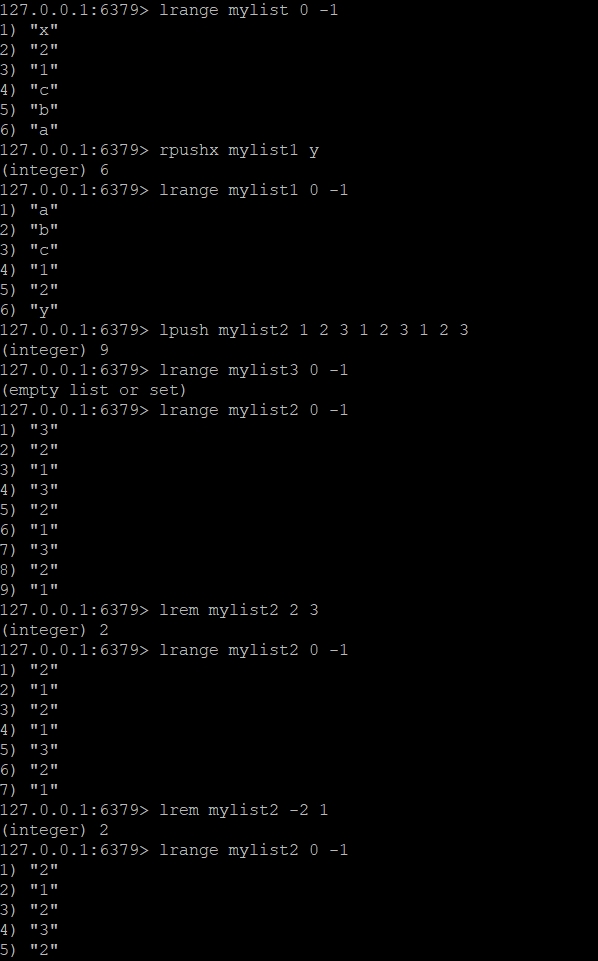 127.0.0.1:6379> lrange mylist 0 -1
1) "x"
2) "2"
3) "1"
4) "c"
5) "b"
6) "a"
127.0.0.1:6379> rpushx mylist1 y
(integer) 6
127.0.0.1:6379> lrange mylist1 0 -1
1) "a"
2) "b"
3) "c"
4) "1"
5) "2"
6) "y"
127.0.0.1:6379> lpush mylist2 1 2 3 1 2 3 1 2 3
(integer) 9
127.0.0.1:6379> lrange mylist3 0 -1
(empty list or set)
127.0.0.1:6379> lrange mylist2 0 -1
1) "3"
2) "2"
3) "1"
4) "3"
5) "2"
6) "1"
7) "3"
8) "2"
9) "1"
127.0.0.1:6379> lrem mylist2 2 3
(integer) 2
127.0.0.1:6379> lrange mylist2 0 -1
1) "2"
2) "1"
3) "2"
4) "1"
5) "3"
6) "2"
7) "1"
127.0.0.1:6379> lrem mylist2 -2 1
(integer) 2
127.0.0.1:6379> lrange mylist2 0 -1
1) "2"
2) "1"
3) "2"
4) "3"
5) "2"